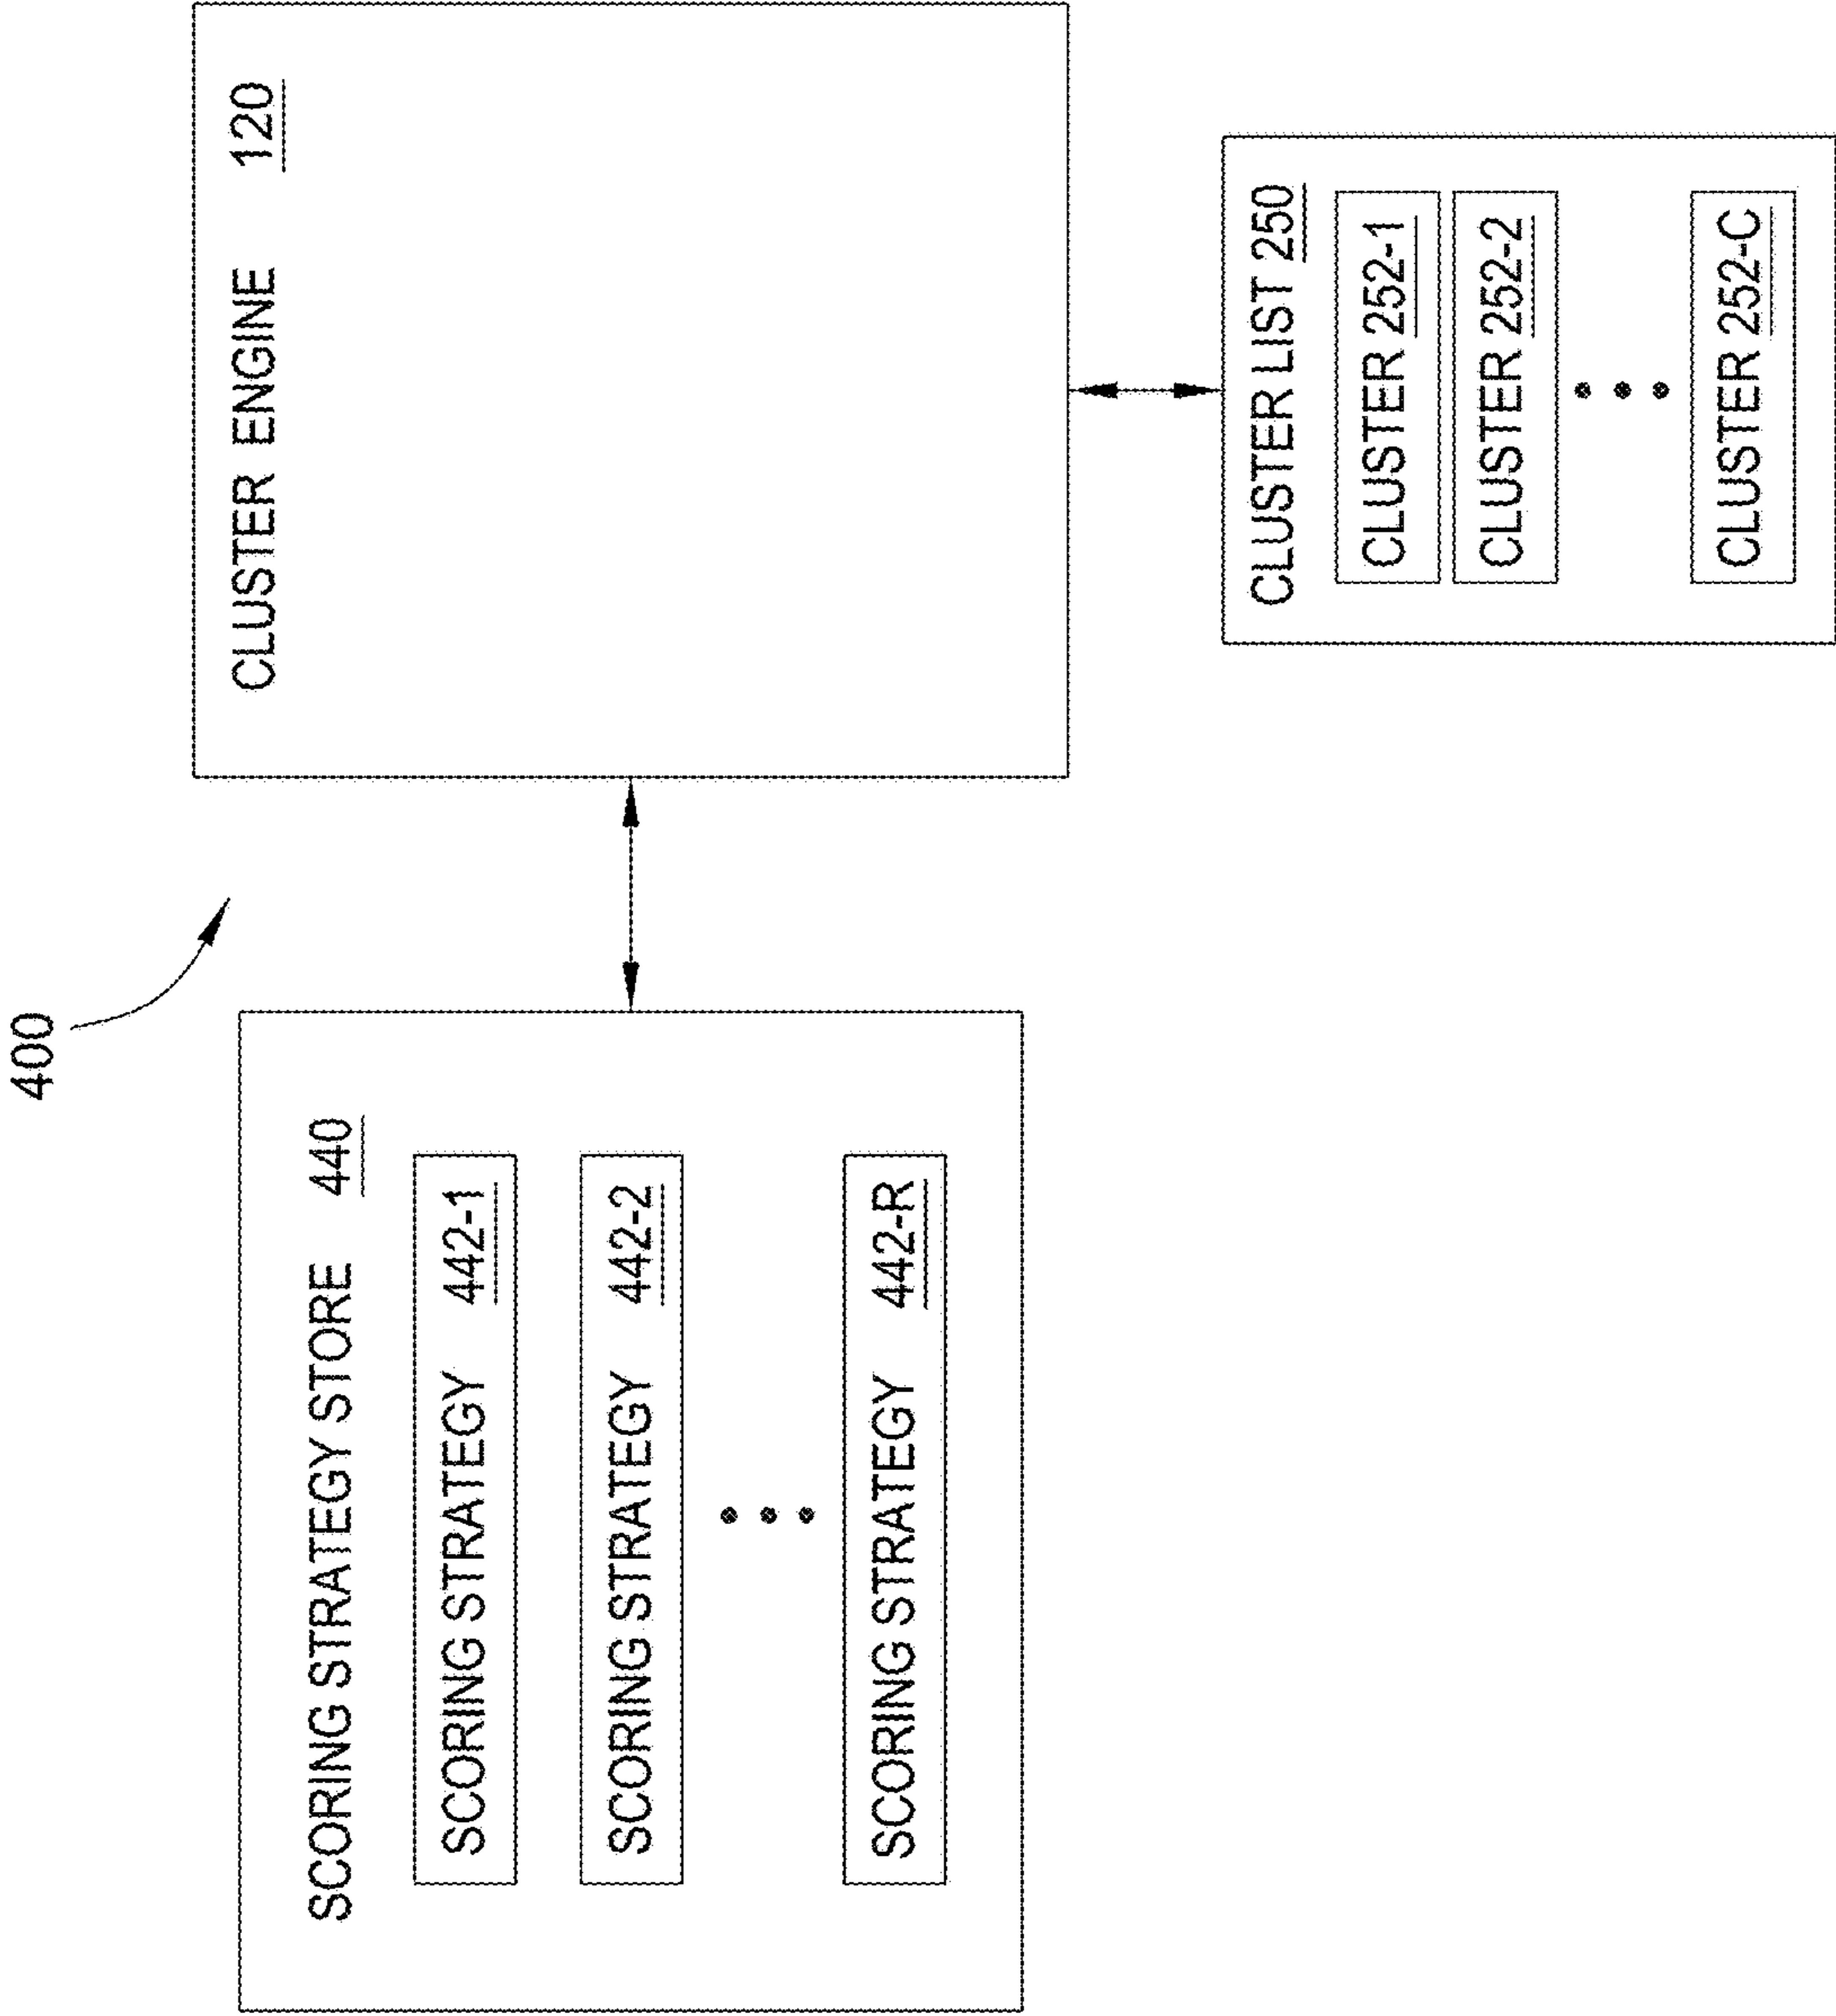 400
SCORING STRATEGY STORE 440
SCORING STRATEGY 442-1
SCORING STRATEGY 442-2
SCORING STRATEGY 442-R
CLUSTER ENGINE 120
CLUSTER LIST 250
CLUSTER 252-1
CLUSTER 252-2
CLUSTER 252-C